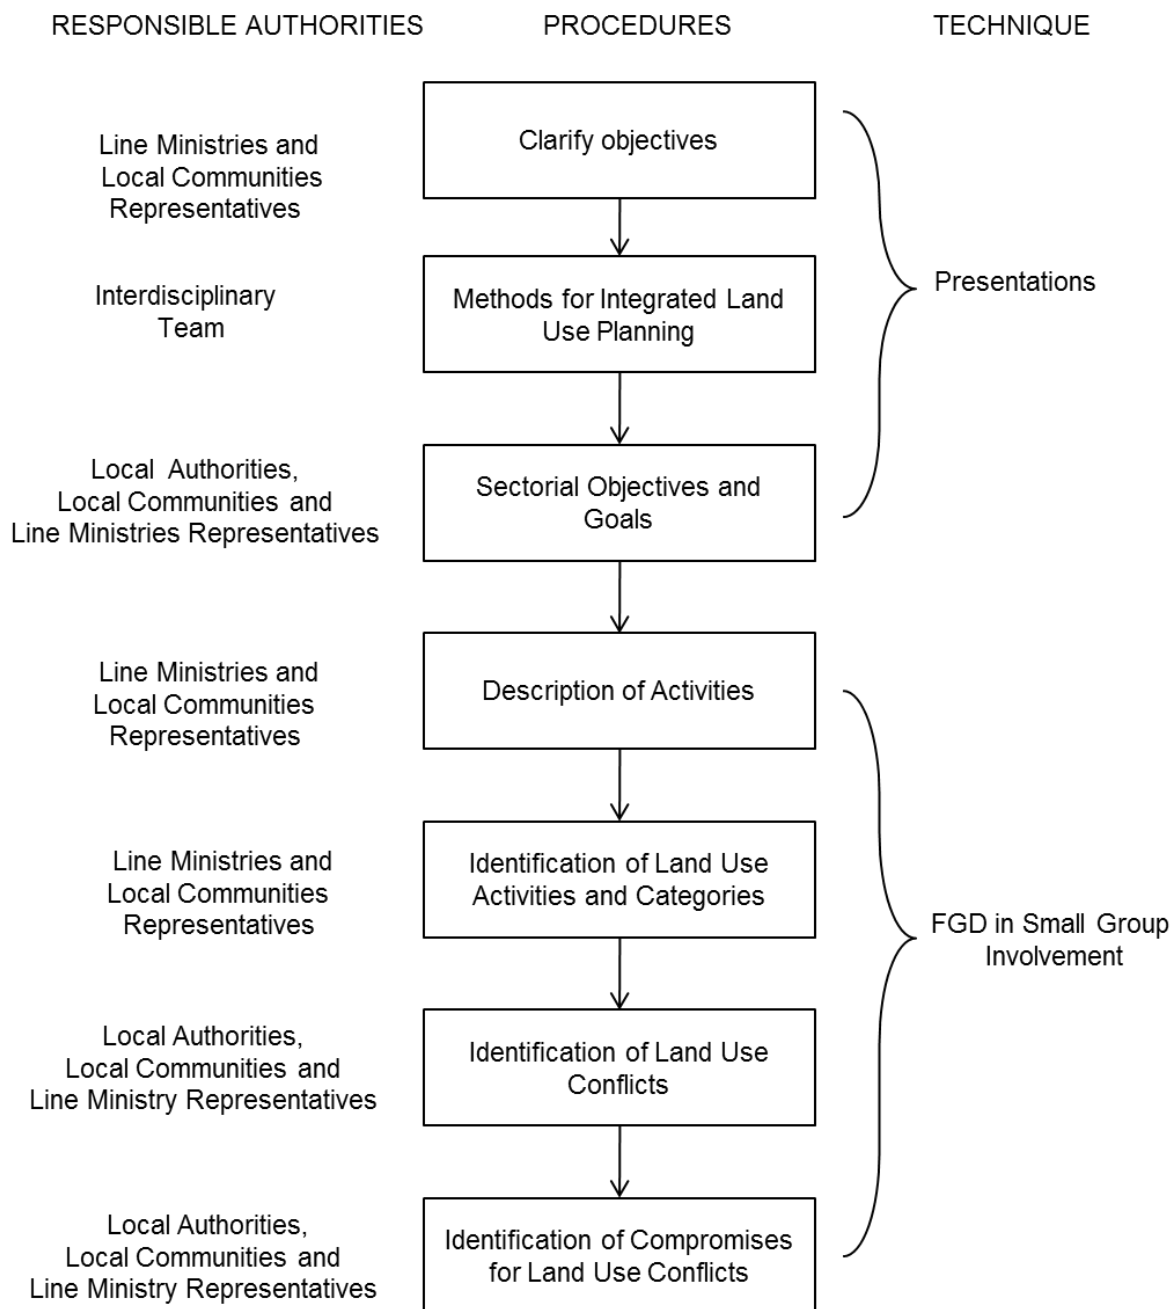 RESPONSIBLE AUTHORITIES
PROCEDURES
TECHNIQUE
Line Ministries and
Local Communities
Representatives
Clarify objectives
Interdisciplinary
Team
Methods for Integrated Land
Use Planning
Presentations
Local Authorities,
Local Communities and
Line Ministries Representatives
Sectorial Objectives and
Goals
Line Ministries and
Local Communities
Representatives
Description of Activities
Line Ministries and
Local Communities
Representatives
Identification of Land Use
Activities and Categories
FGD in Small Group
Involvement
Local Authorities,
Local Communities and
Line Ministry Representatives
Identification of Land Use
Conflicts
Local Authorities,
Local Communities and
Line Ministry Representatives
Identification of Compromises
for Land Use Conflicts